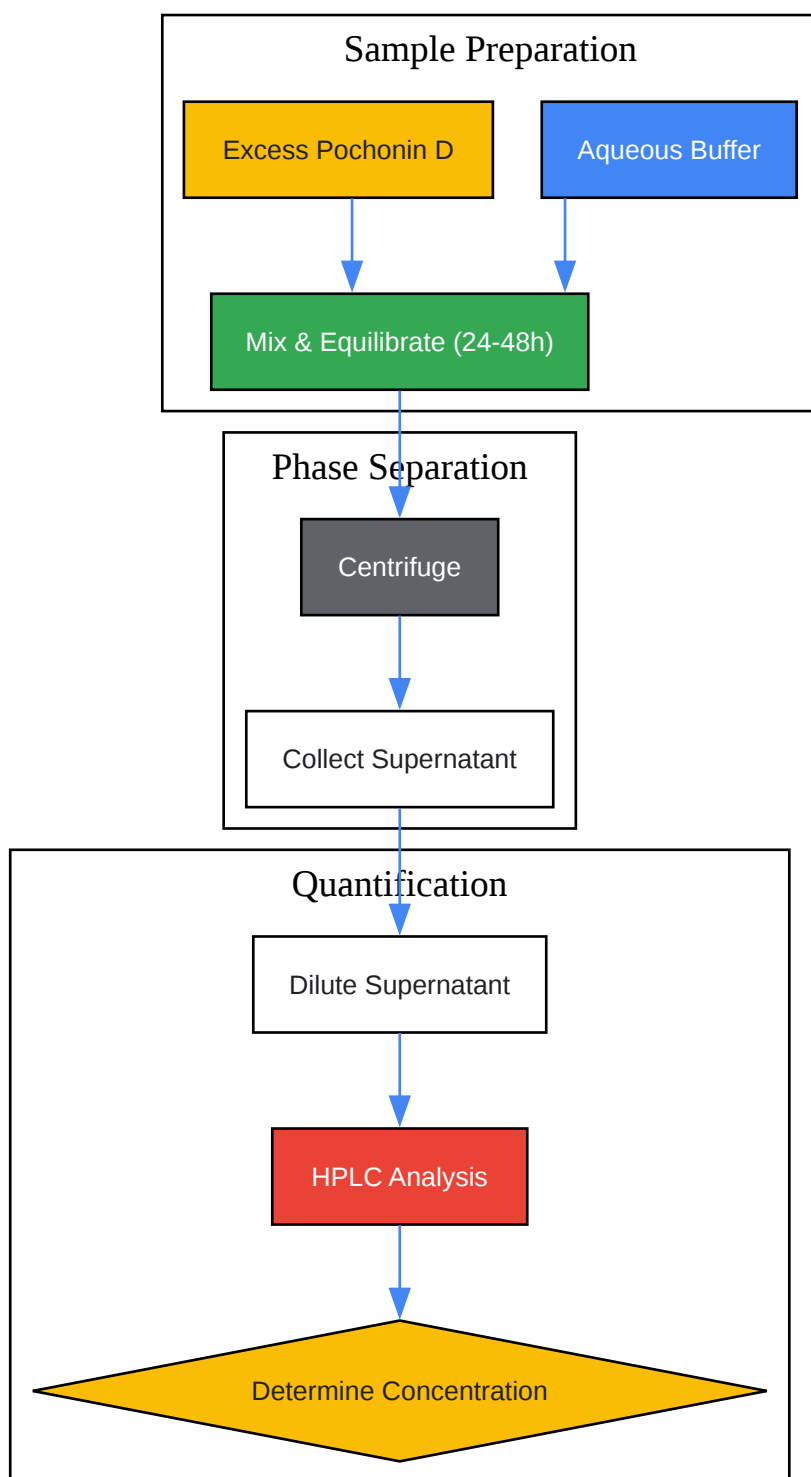 Sample Preparation
Excess Pochonin D
Aqueous Buffer
Mix & Equilibrate (24-48h)
Phase Separation
Centrifuge
Collect Supernatant
Quantification
Dilute Supernatant
HPLC Analysis
Determine Concentration